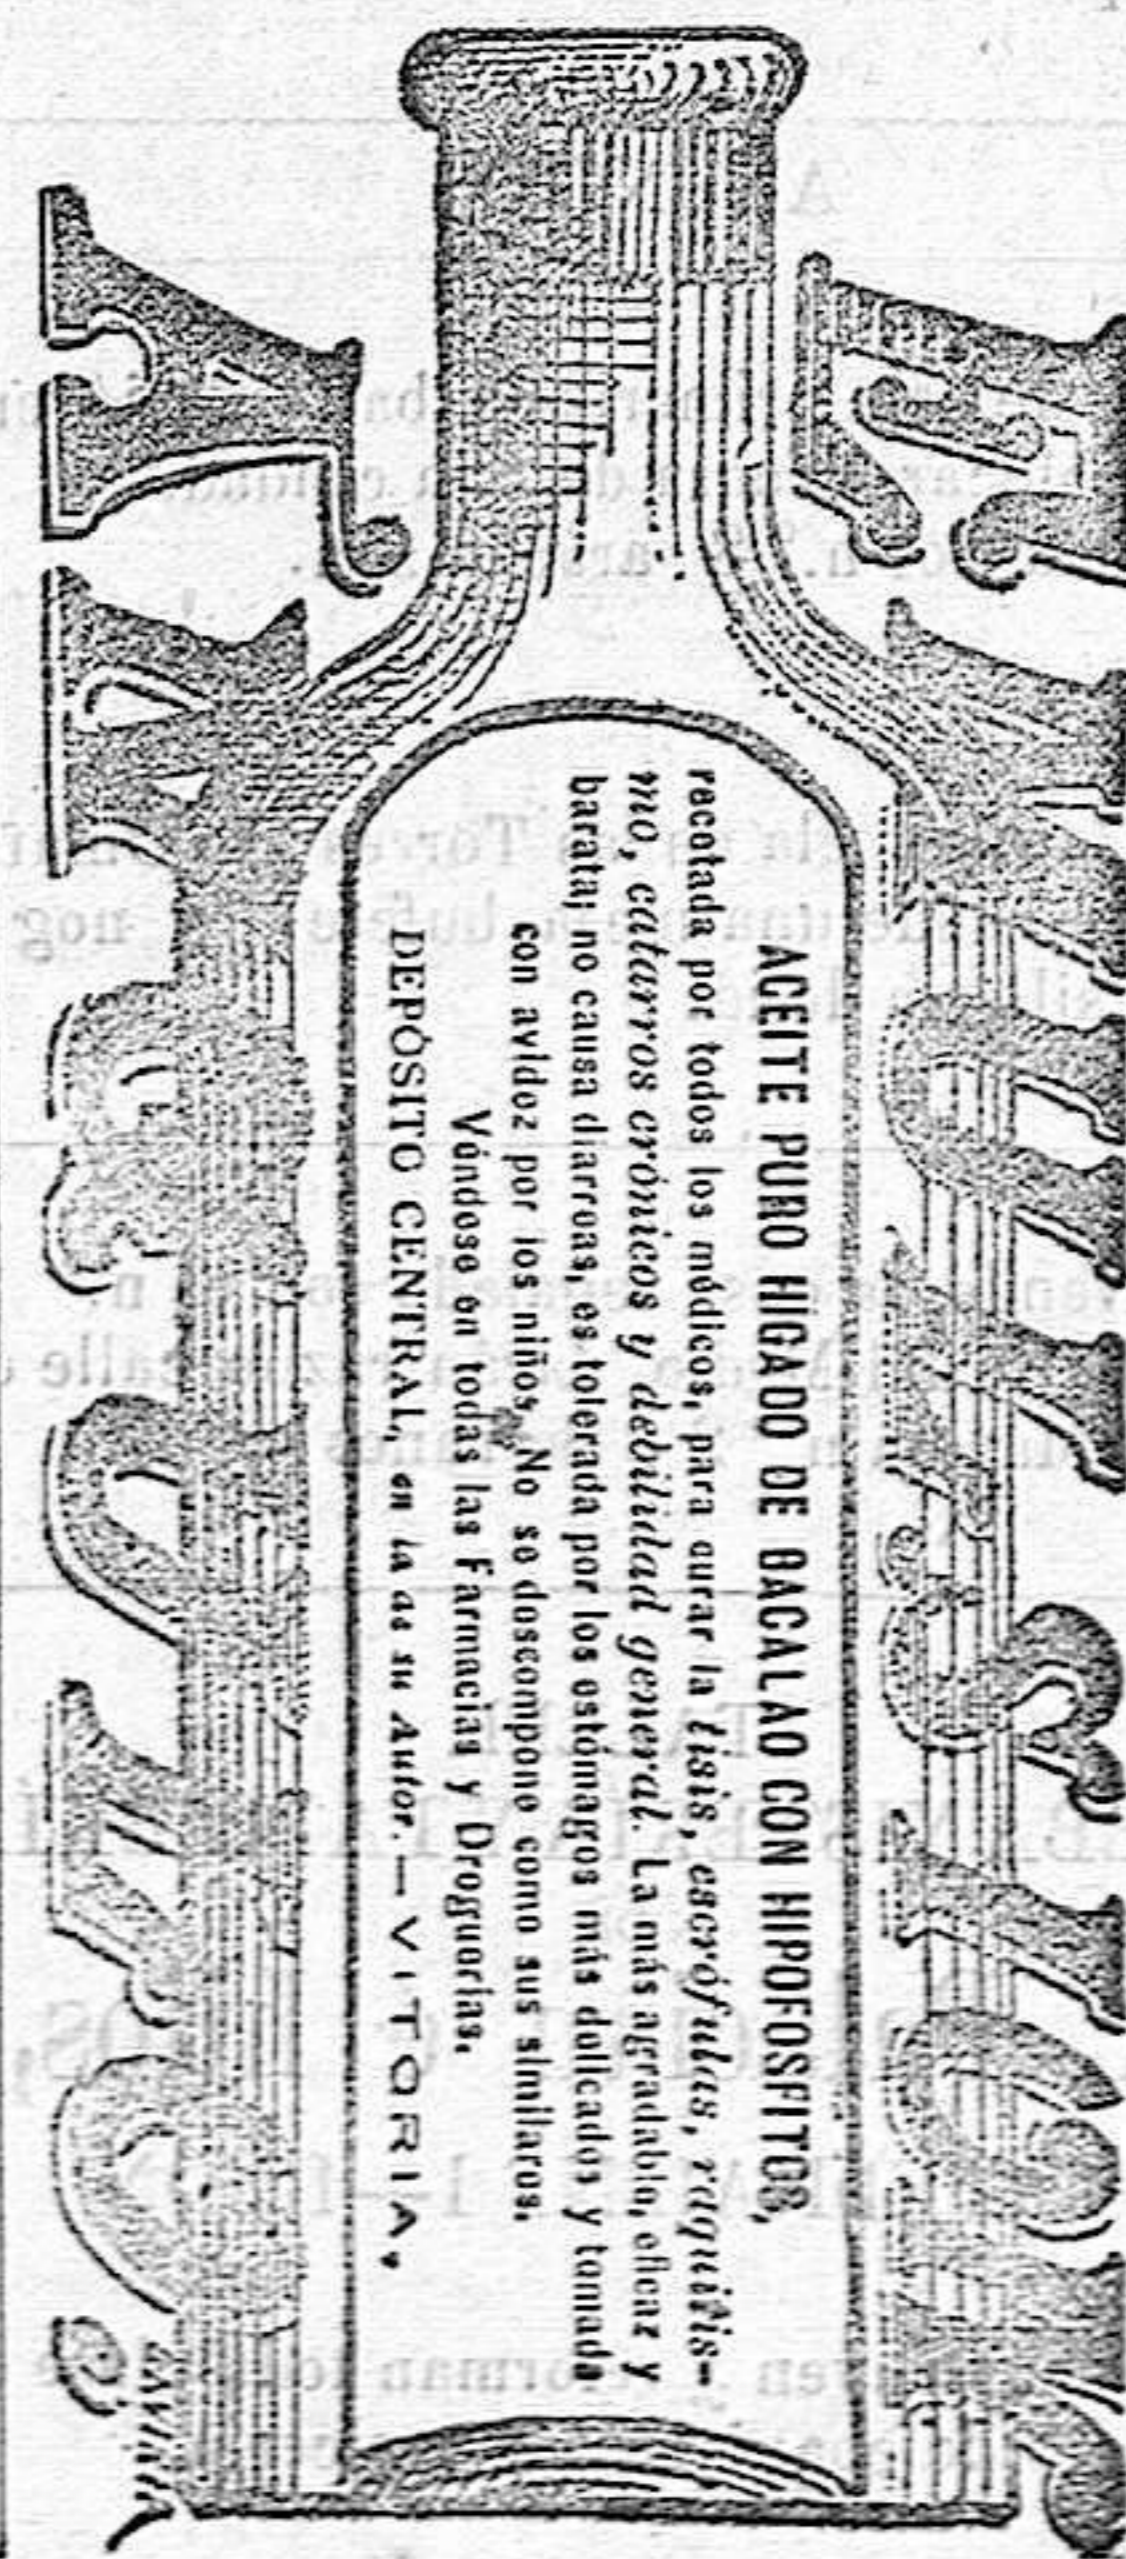 ACEITE PURO HIGADO DE BACALAO CON HIPOFOSFITOS,
recetada por todos los médicos, para curar la tisis, escrófulas, raquitis-
mo, catarros crónicos y debilidad general. La más agradable, eficaz y
barata; no causa diarreas, es tolerada por los estómagos más delicados y tomada
con avidez por los niños. No se descompone como sus similares.
Véndese en todas las Farmacias y Droguerías.
DEPÓSITO CENTRAL, en la de su Autor.—VITORIA.